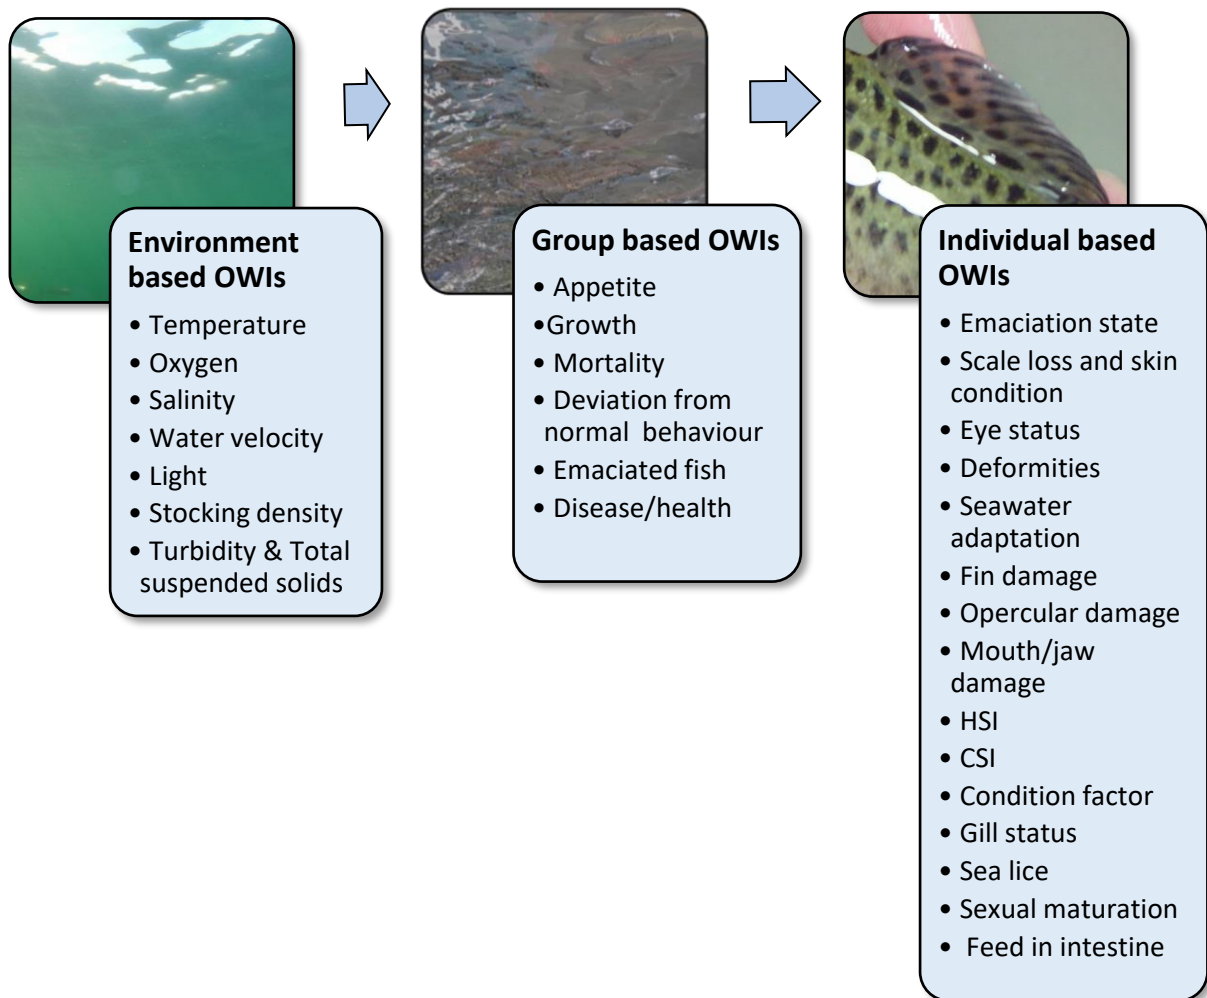 Environment
based OWIs
• Temperature
• Oxygen
• Salinity
• Water velocity
• Light
• Stocking density
• Turbidity & Total
suspended solids
Group based OWIs
• Appetite
•Growth
• Mortality
• Deviation from
normal behaviour
• Emaciated fish
• Disease/health
Individual based
OWIs
• Emaciation state
• Scale loss and skin
condition
• Eye status
• Deformities
• Seawater
adaptation
• Fin damage
• Opercular damage
• Mouth/jaw
damage
• HSI
• CSI
• Condition factor
• Gill status
• Sea lice
• Sexual maturation
• Feed in intestine